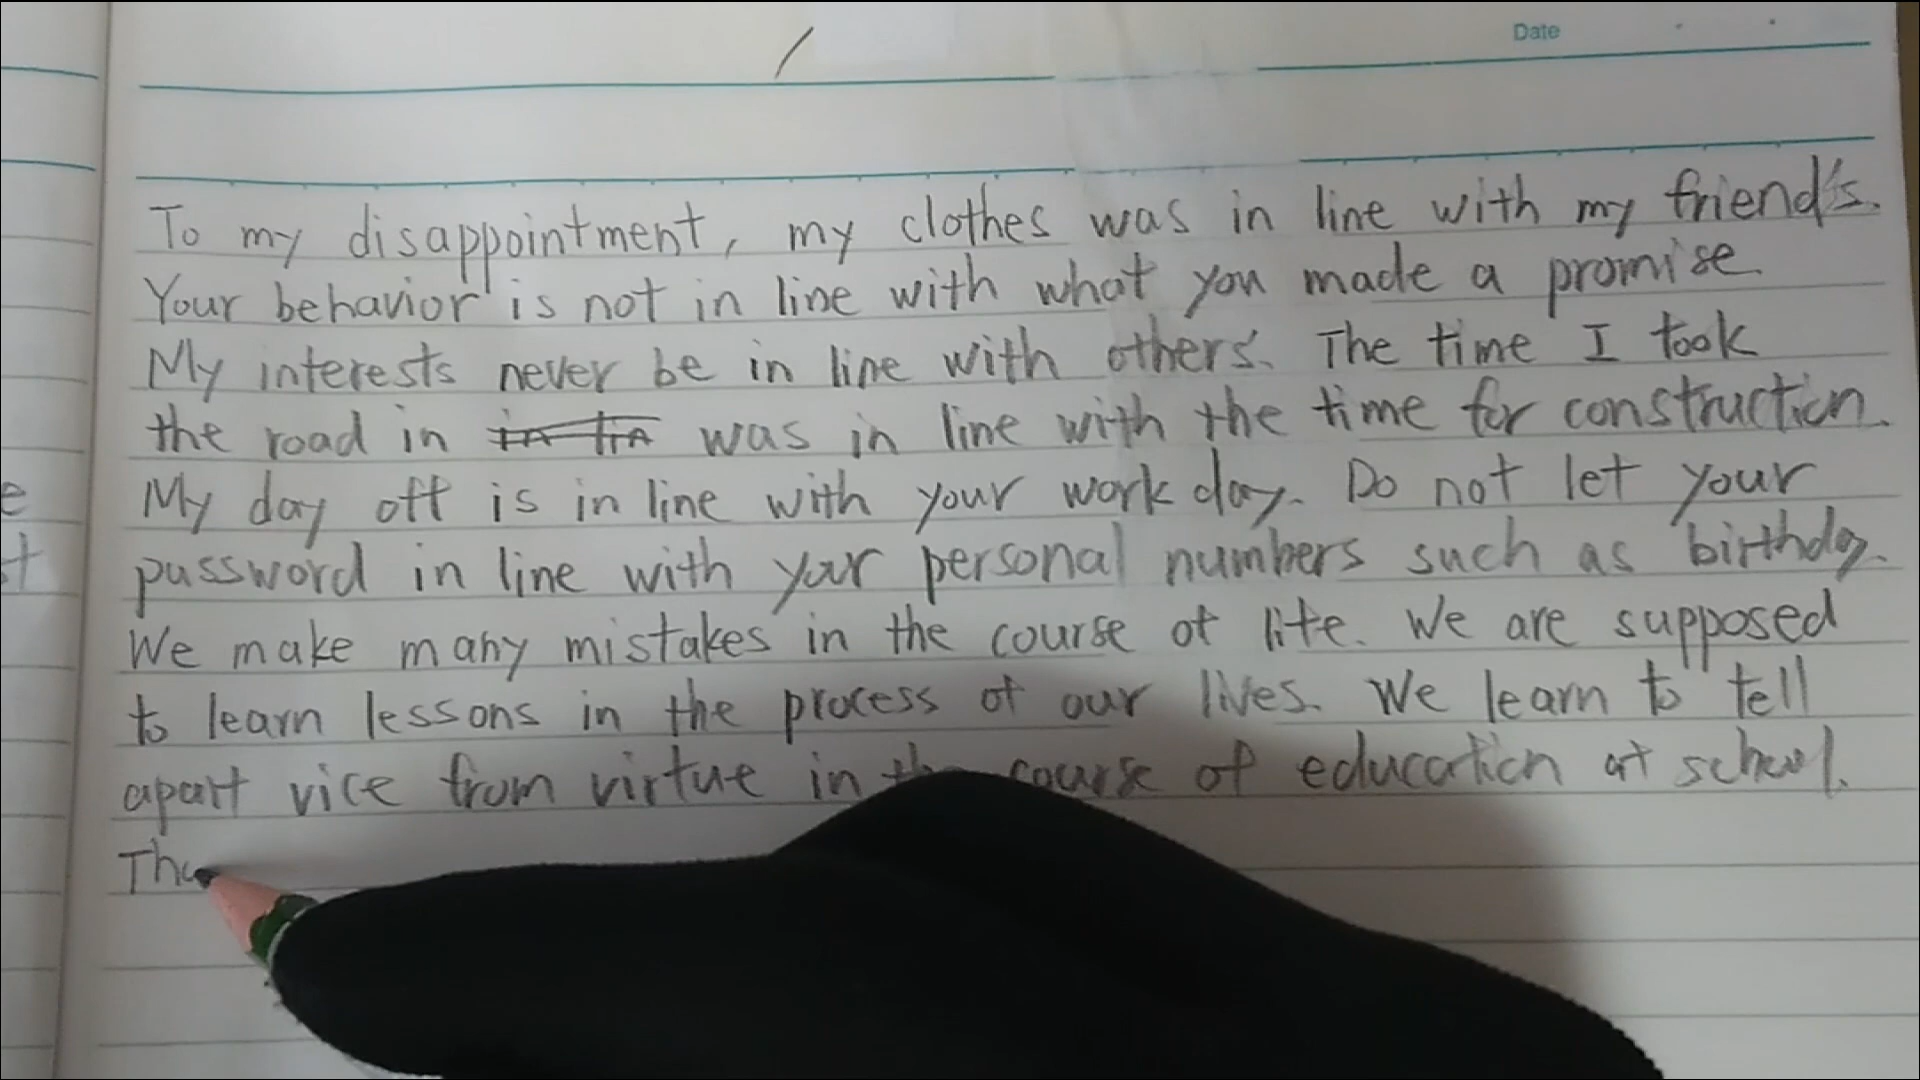 Date
To my disappointment, my clothes was in line with my friend's.
Your behavior is not in line with what you made a promise.
My interests never be in line with others'. The time I took
the road in was in line with the time for construction.
My day off is in line with your work day. Do not let your
password in line with your personal numbers such as birthday.
We make many mistakes in the course of life. We are supposed
to learn lessons in the process of our lives. We learn to tell
apart vice from virtue in the course of education at school.